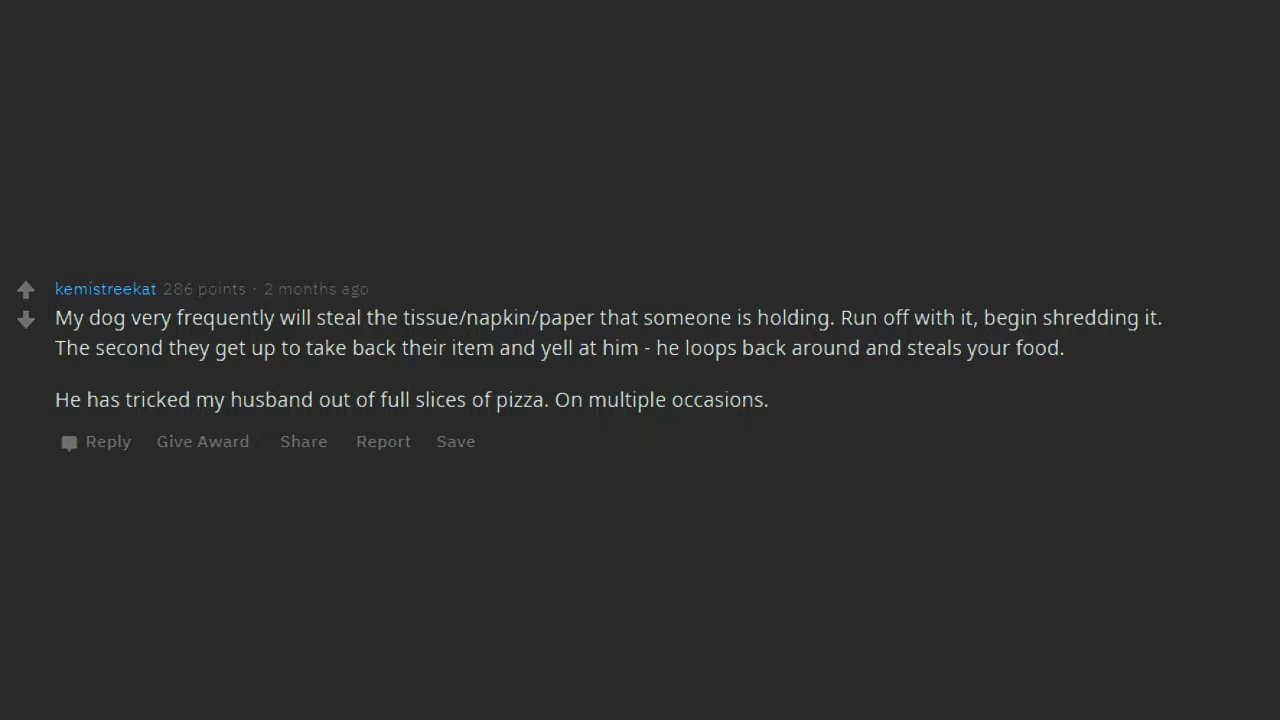 kemistreekat 286 points · 2 months ago
My dog very frequently will steal the tissue/napkin/paper that someone is holding. Run off with it, begin shredding it.
The second they get up to take back their item and yell at him - he loops back around and steals your food.
He has tricked my husband out of full slices of pizza. On multiple occasions.
Reply Give Award Share Report Save